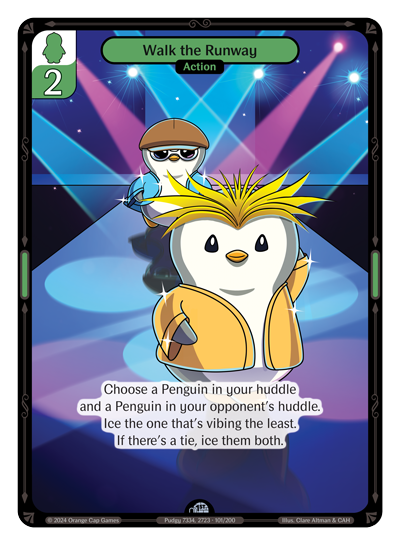 2
Walk the Runway
Action
Choose a Penguin in your huddle
and a Penguin in your opponent's huddle.
Ice the one that's vibing the least.
If there's a tie, ice them both.
© 2024 Orange Cap Games
Pudgy 7334, 2723 · 101/200
Illus. Clare Altman & CAH